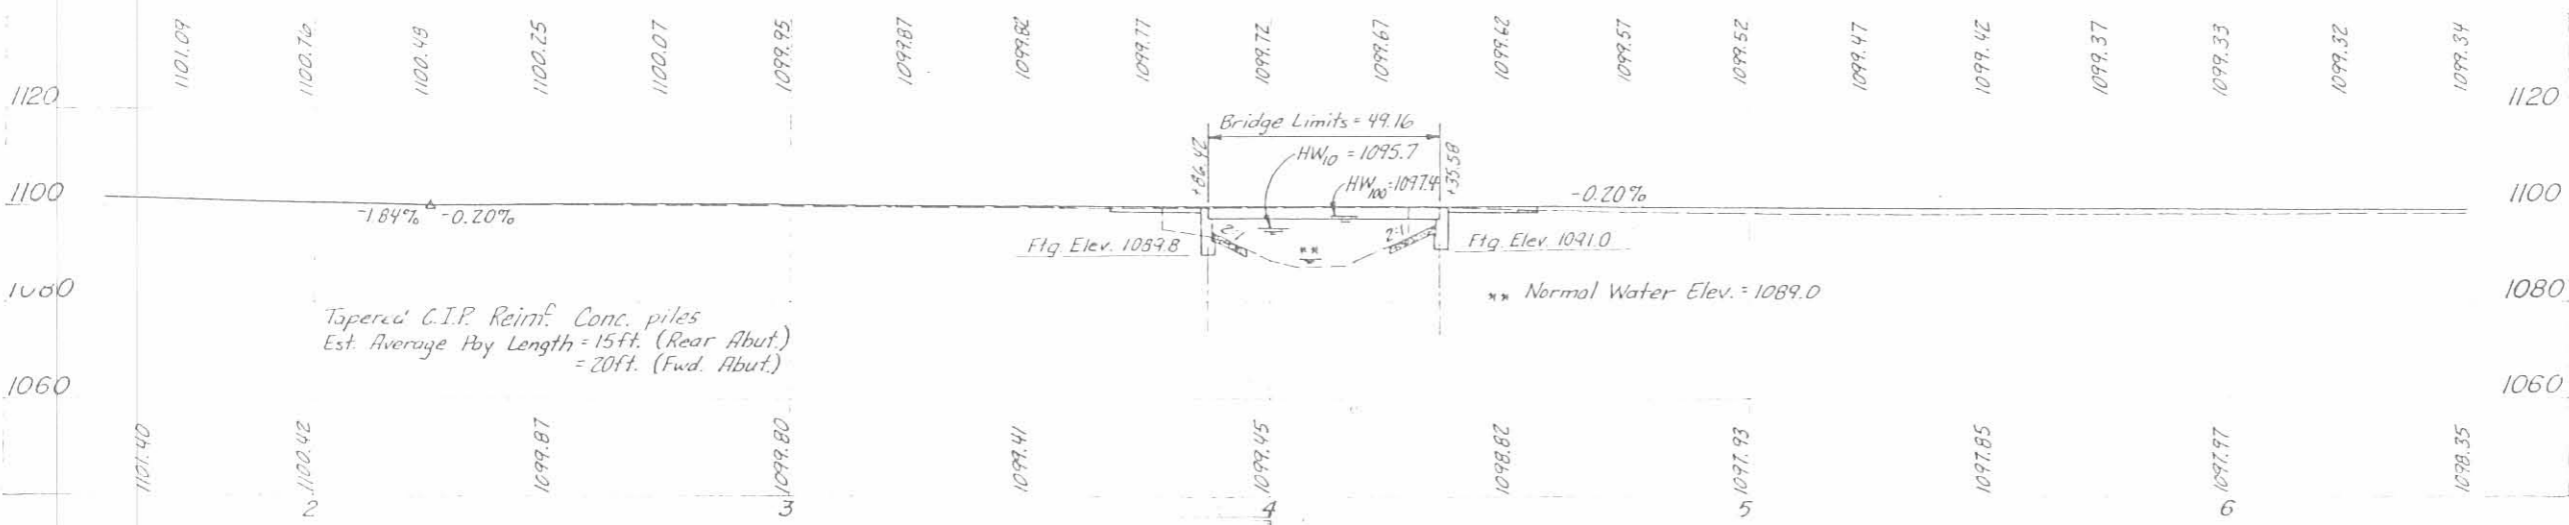 1101.09 1100.76 1100.48 1100.25 1100.07 1099.95 1099.87 1099.82 1099.77 1099.72 1099.67 1099.62 1099.57 1099.52 1099.47 1099.42 1099.37 1099.33 1099.32 1099.34
1120 1120
Bridge Limits = 49.16
+86.42 +35.58
HW10 = 1095.7
HW100 = 1097.4
1100 1100
-1.84% -0.20% -0.20%
2:1 2:1
Ftg. Elev. 1089.8 Ftg. Elev. 1091.0
**
1080 1080
** Normal Water Elev. = 1089.0
Tapered C.I.P. Reinf. Conc. piles
Est. Average Pay Length = 15ft. (Rear Abut.)
= 20ft. (Fwd. Abut.)
1060 1060
1101.40 1100.42 1099.87 1099.80 1099.41 1099.45 1098.82 1097.93 1097.85 1097.97 1098.35
2 3 4 5 6